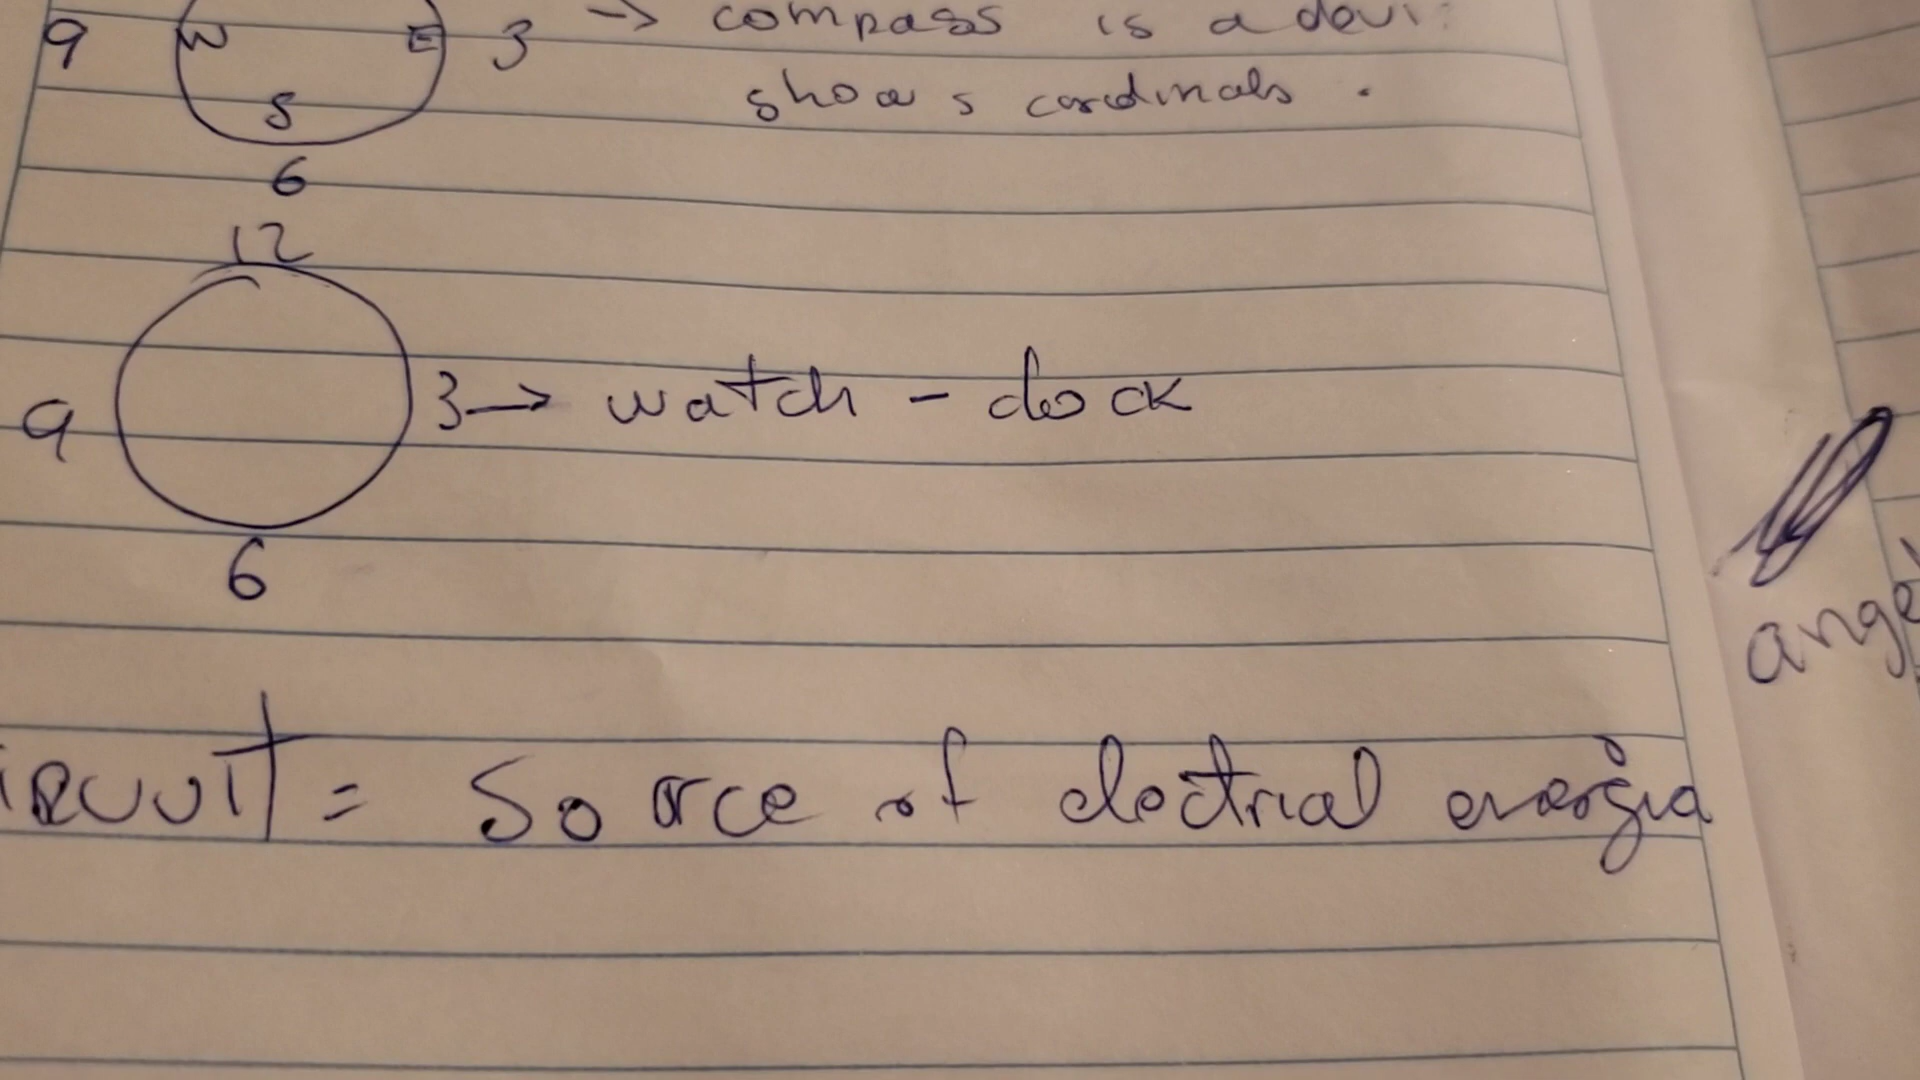 9 W E 3 → compass is a devi
S shows cardinals.
6
12
9 3 → watch - clock
6
ange
IRCUIT = Source of electrical energia